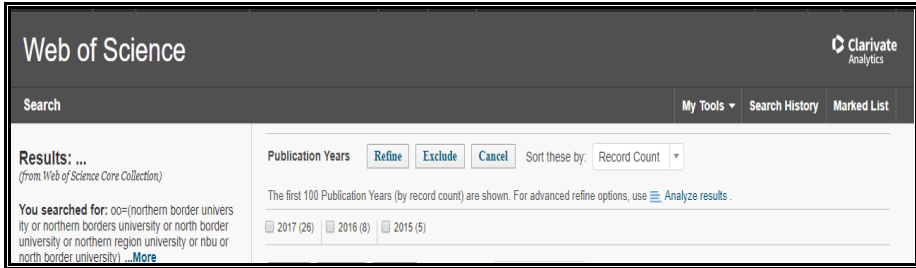 Web of Science
Clarivate
Analytics
Search
My Tools
Search History
Marked List
Results: ...
(from Web of Science Core Collection)
You searched for: oo=(northern border univers
ity or northern borders university or north border
university or northern region university or nbu or
north border university) ...More
Publication Years
Refine
Exclude
Cancel
Sort these by:
Record Count
The first 100 Publication Years (by record count) are shown. For advanced refine options, use Analyze results .
2017 (26)
2016 (8)
2015 (5)